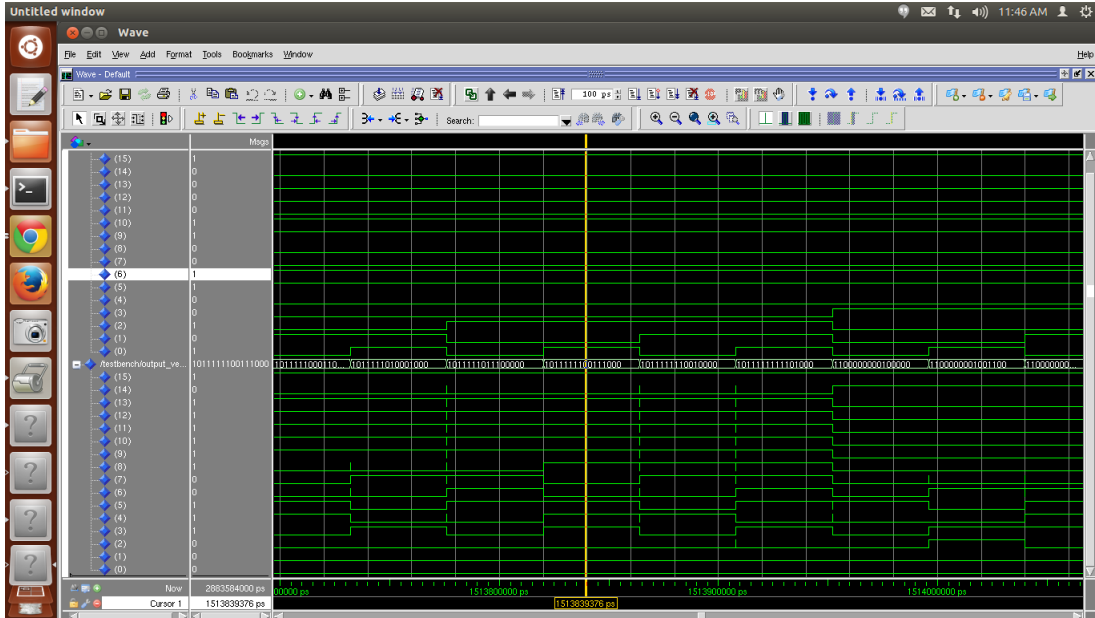 Untitled window
11:46 AM
Wave
File Edit View Add Format Tools Bookmarks Window Help
Wave - Default
100 ps
Search:
Msgs
(15) 1
(14) 0
(13) 0
(12) 0
(11) 0
(10) 1
(9) 1
(8) 0
(7) 0
(6) 1
(5) 1
(4) 0
(3) 0
(2) 1
(1) 0
(0) 1
/testbench/output_ve... 1011111100111000 1011111000110... 1011111010001000 1011111011100000 1011111100111000 1011111110010000 1011111111101000 1100000000100000 1100000001001100 110000000...
(15) 1
(14) 0
(13) 1
(12) 1
(11) 1
(10) 1
(9) 1
(8) 1
(7) 0
(6) 0
(5) 1
(4) 1
(3) 1
(2) 0
(1) 0
(0) 0
Now 2883584000 ps 00000 ps 1513800000 ps 1513900000 ps 1514000000 ps
Cursor 1 1513839376 ps 1513839376 ps